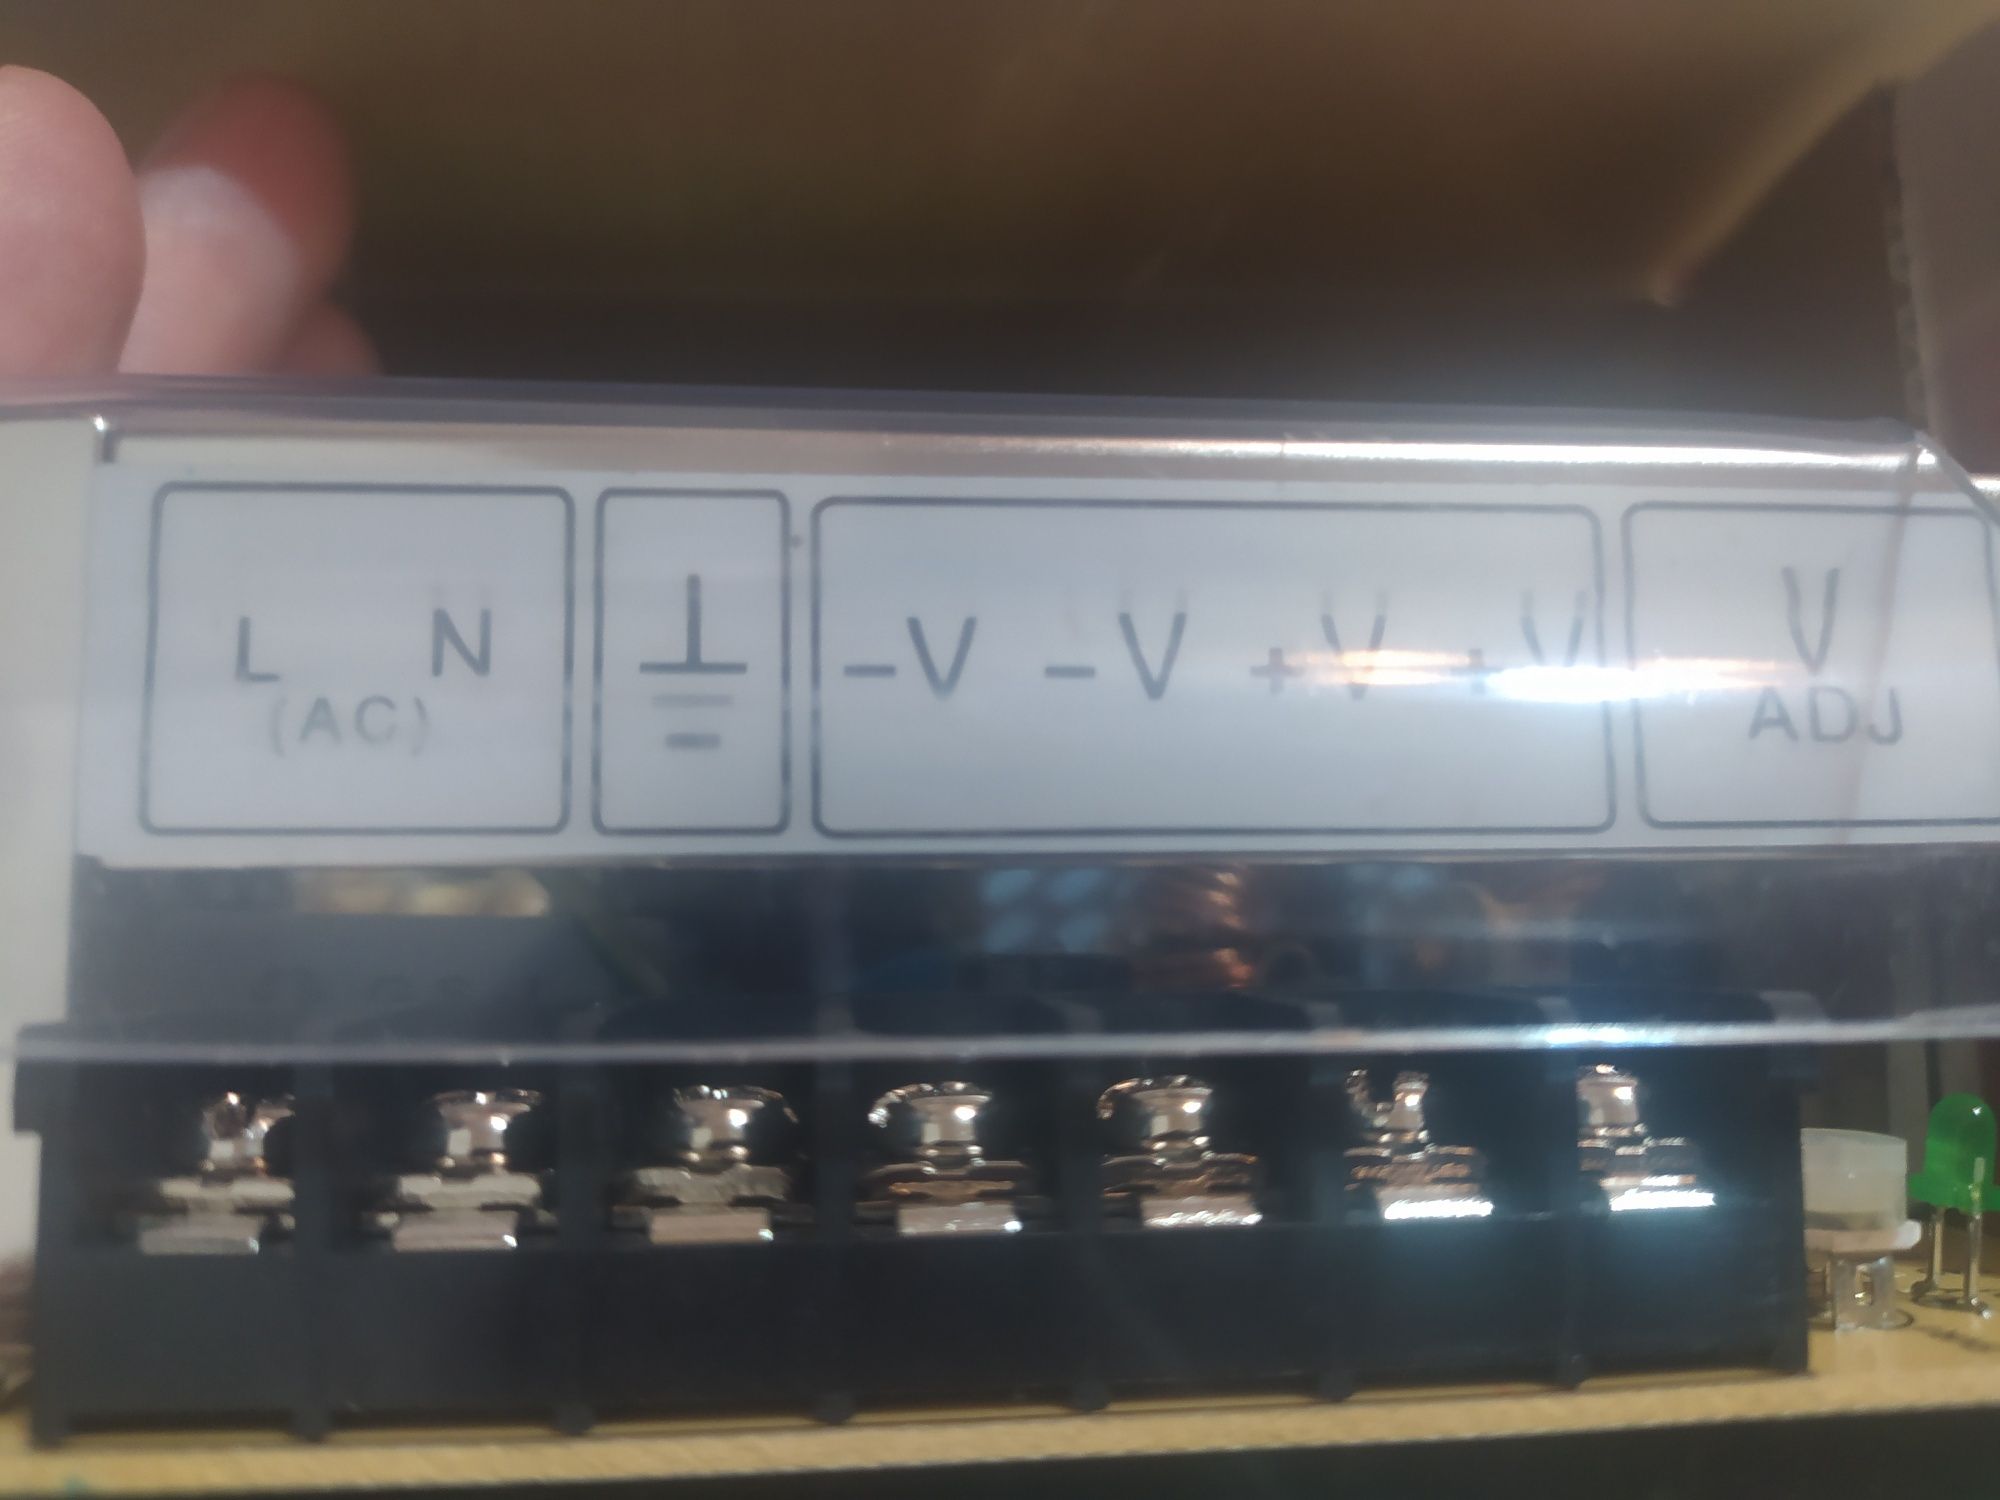 L N
(AC)
-V -V +V +V
V
ADJ